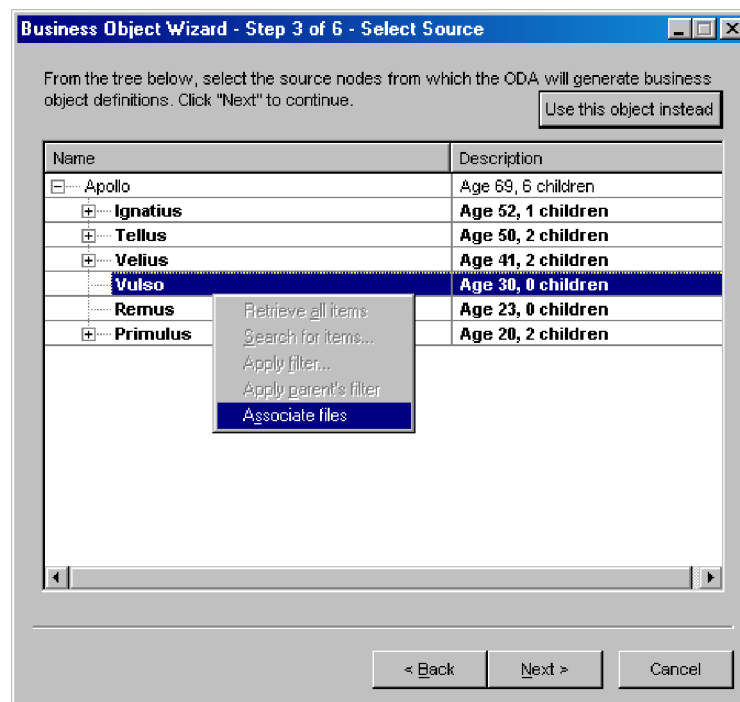 Business Object Wizard - Step 3 of 6 - Select Source
From the tree below, select the source nodes from which the ODA will generate business
object definitions. Click "Next" to continue.
Use this object instead
Name Description
Apollo Age 69, 6 children
Ignatius Age 52, 1 children
Tellus Age 50, 2 children
Velius Age 41, 2 children
Vulso Age 30, 0 children
Remus Age 23, 0 children
Primulus Age 20, 2 children
Retrieve all items
Search for items...
Apply filter...
Apply parent's filter
Associate files
< Back Next > Cancel